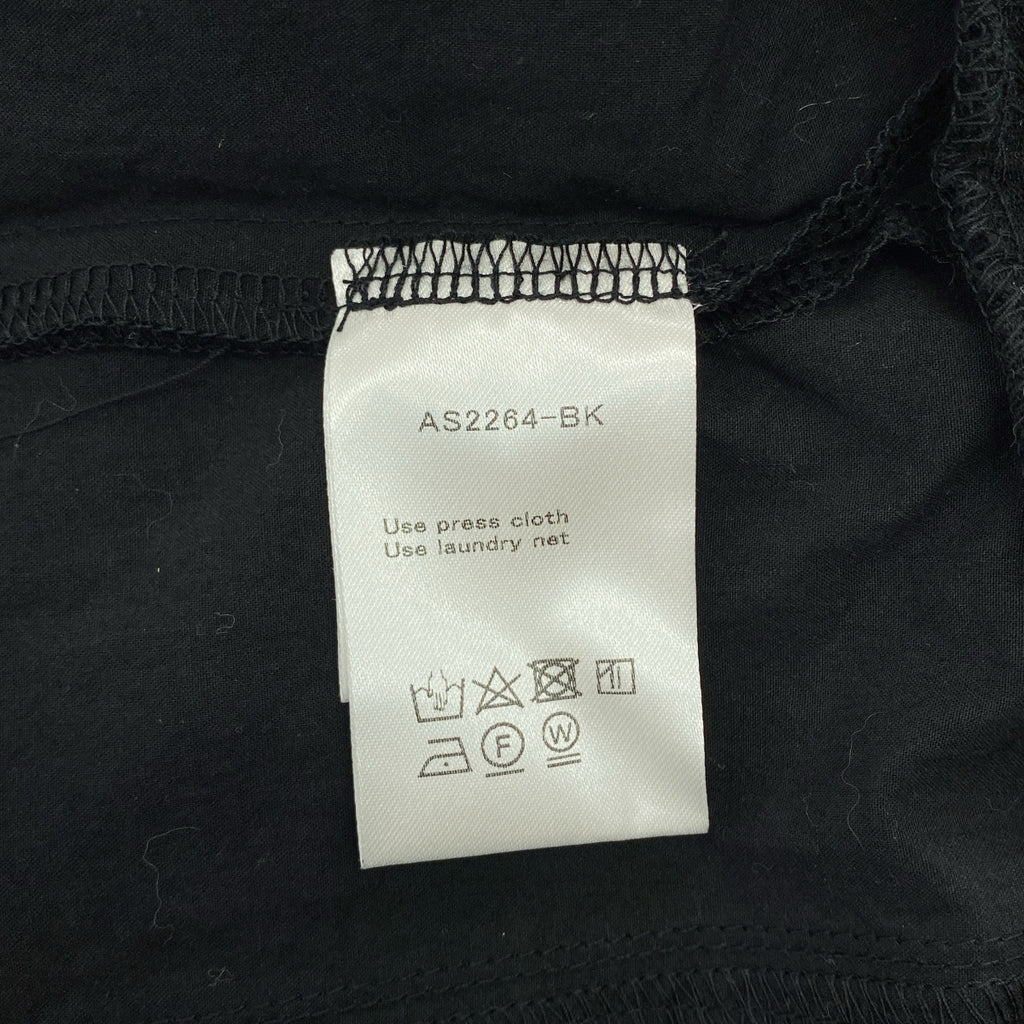 AS2264-BK
Use press cloth
Use laundry net
F W